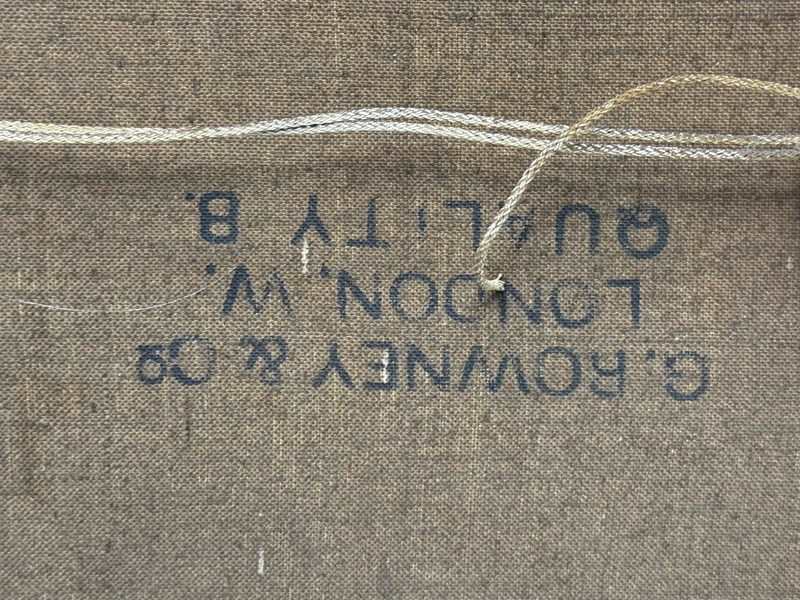 G. ROWNEY & Co
LONDON, W.
QUALITY B.